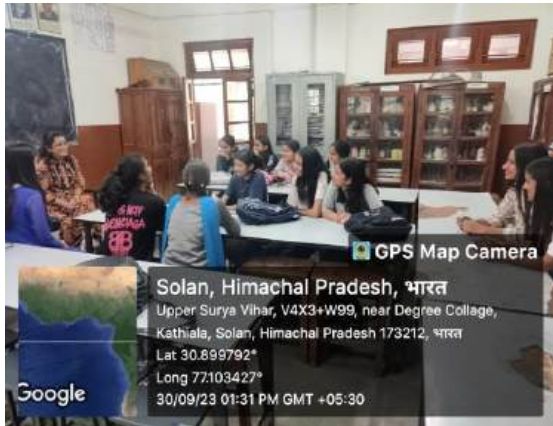 NOT
GPS Map Camera
Solan, Himachal Pradesh, भारत
Upper Surya Vihar, V4X3+W99, near Degree Collage,
Kathiala, Solan, Himachal Pradesh 173212, भारत
Lat 30.899792°
Long 77.103427°
30/09/23 01:31 PM GMT +05:30
Google